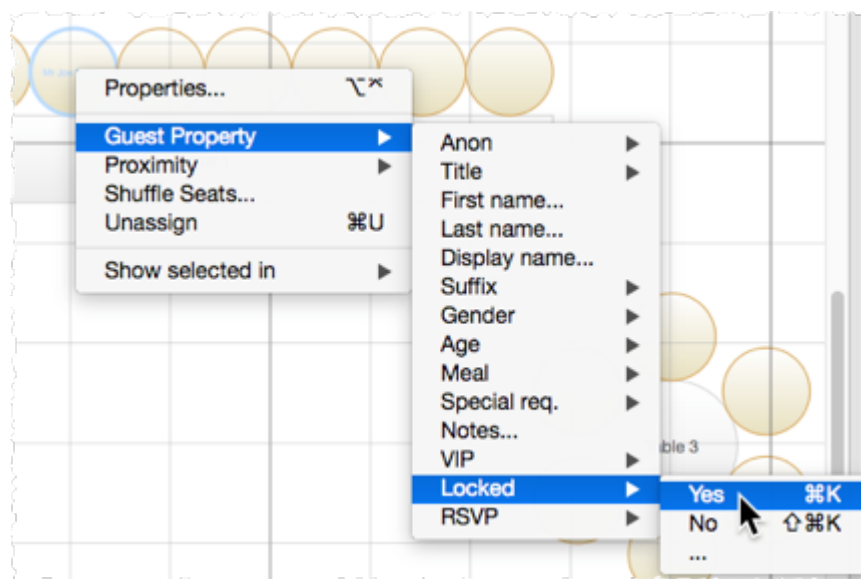 Properties... ⌥⌤
Guest Property ▶
Proximity ▶
Shuffle Seats...
Unassign ⌘U
Show selected in ▶
Anon ▶
Title ▶
First name...
Last name...
Display name...
Suffix ▶
Gender ▶
Age ▶
Meal ▶
Special req. ▶
Notes...
VIP ▶
Locked ▶
RSVP ▶
Yes ⌘K
No ⇧⌘K
...
3